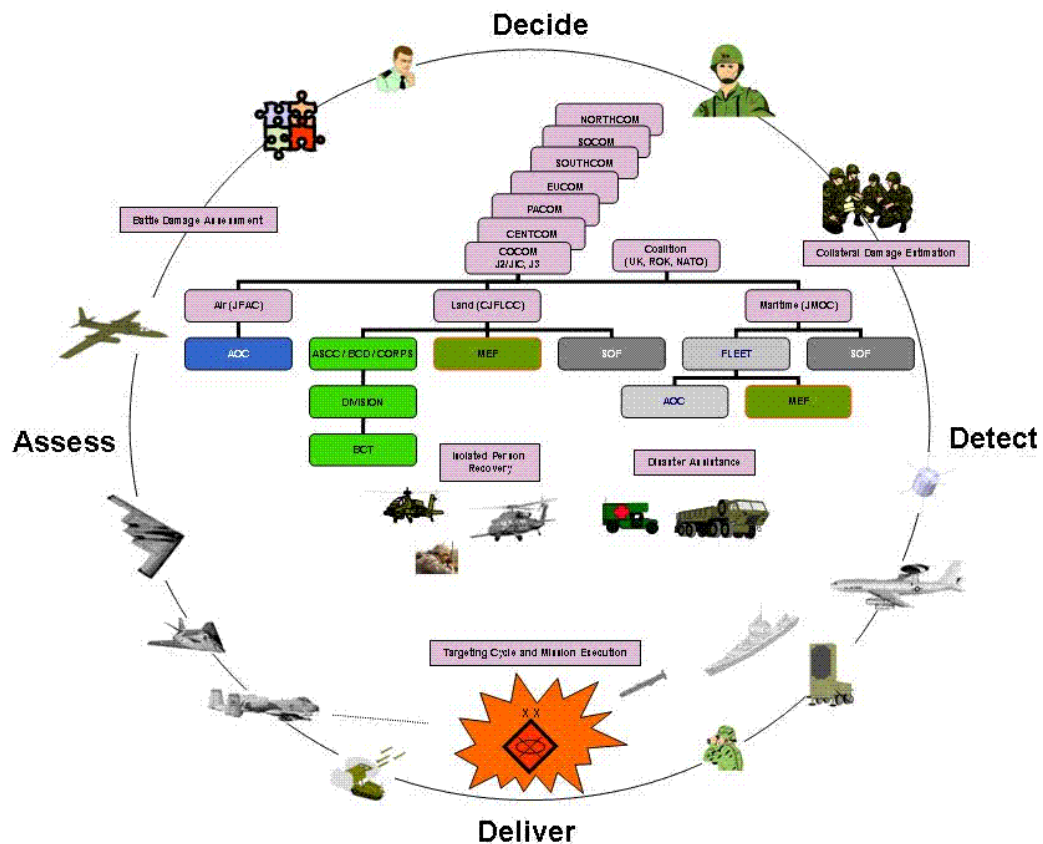 Decide
NORTHCOM
SOCOM
SOUTHCOM
EUCOM
PACOM
CENTCOM
COCOM
J2/JIC, J3
Coalition
(UK, ROK, NATO)
Battle Damage Assessment
Collateral Damage Estimation
Air (JFAC)
Land (CJFLCC)
Maritime (JMOC)
AOC
ASCC / BCD / CORPS
MEF
SOF
FLEET
SOF
DIVISION
AOC
MEF
BCT
Assess
Detect
Isolated Person
Recovery
Disaster Assistance
Targeting Cycle and Mission Execution
X X
Deliver